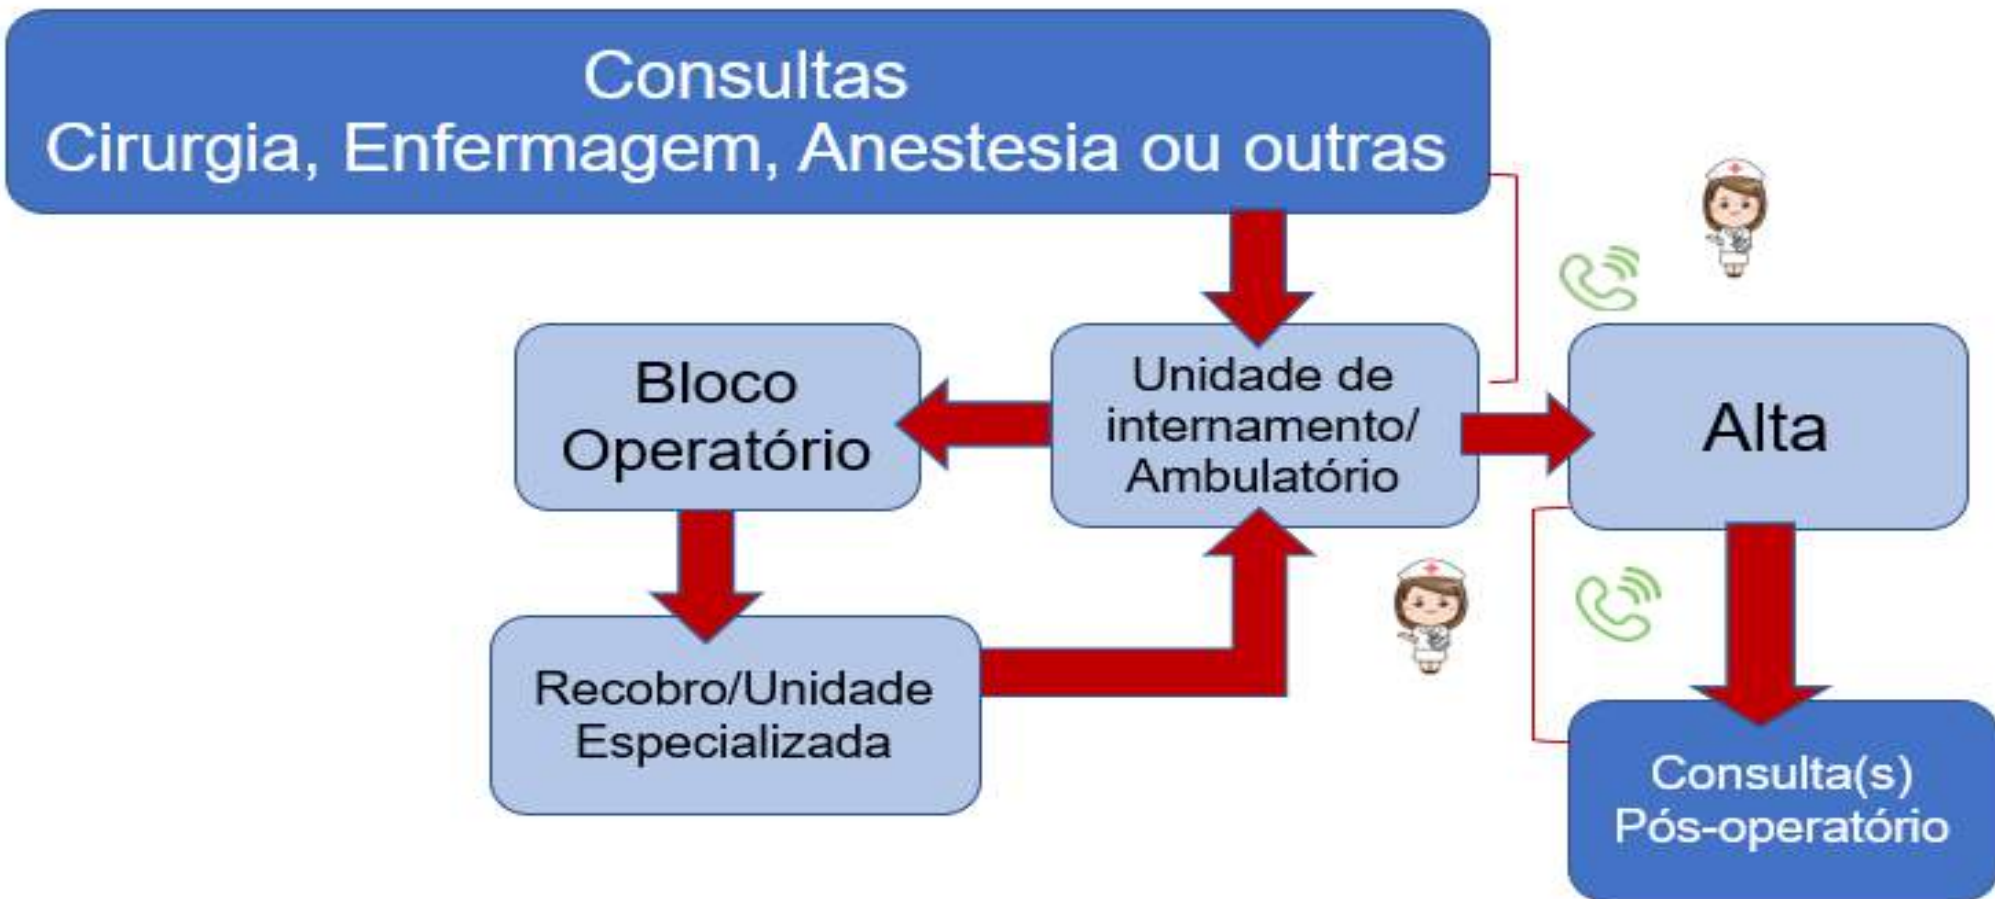 Consultas
Cirurgia, Enfermagem, Anestesia ou outras
Bloco
Operatório
Unidade de
internamento/
Ambulatório
Alta
Recobro/Unidade
Especializada
Consulta(s)
Pós-operatório